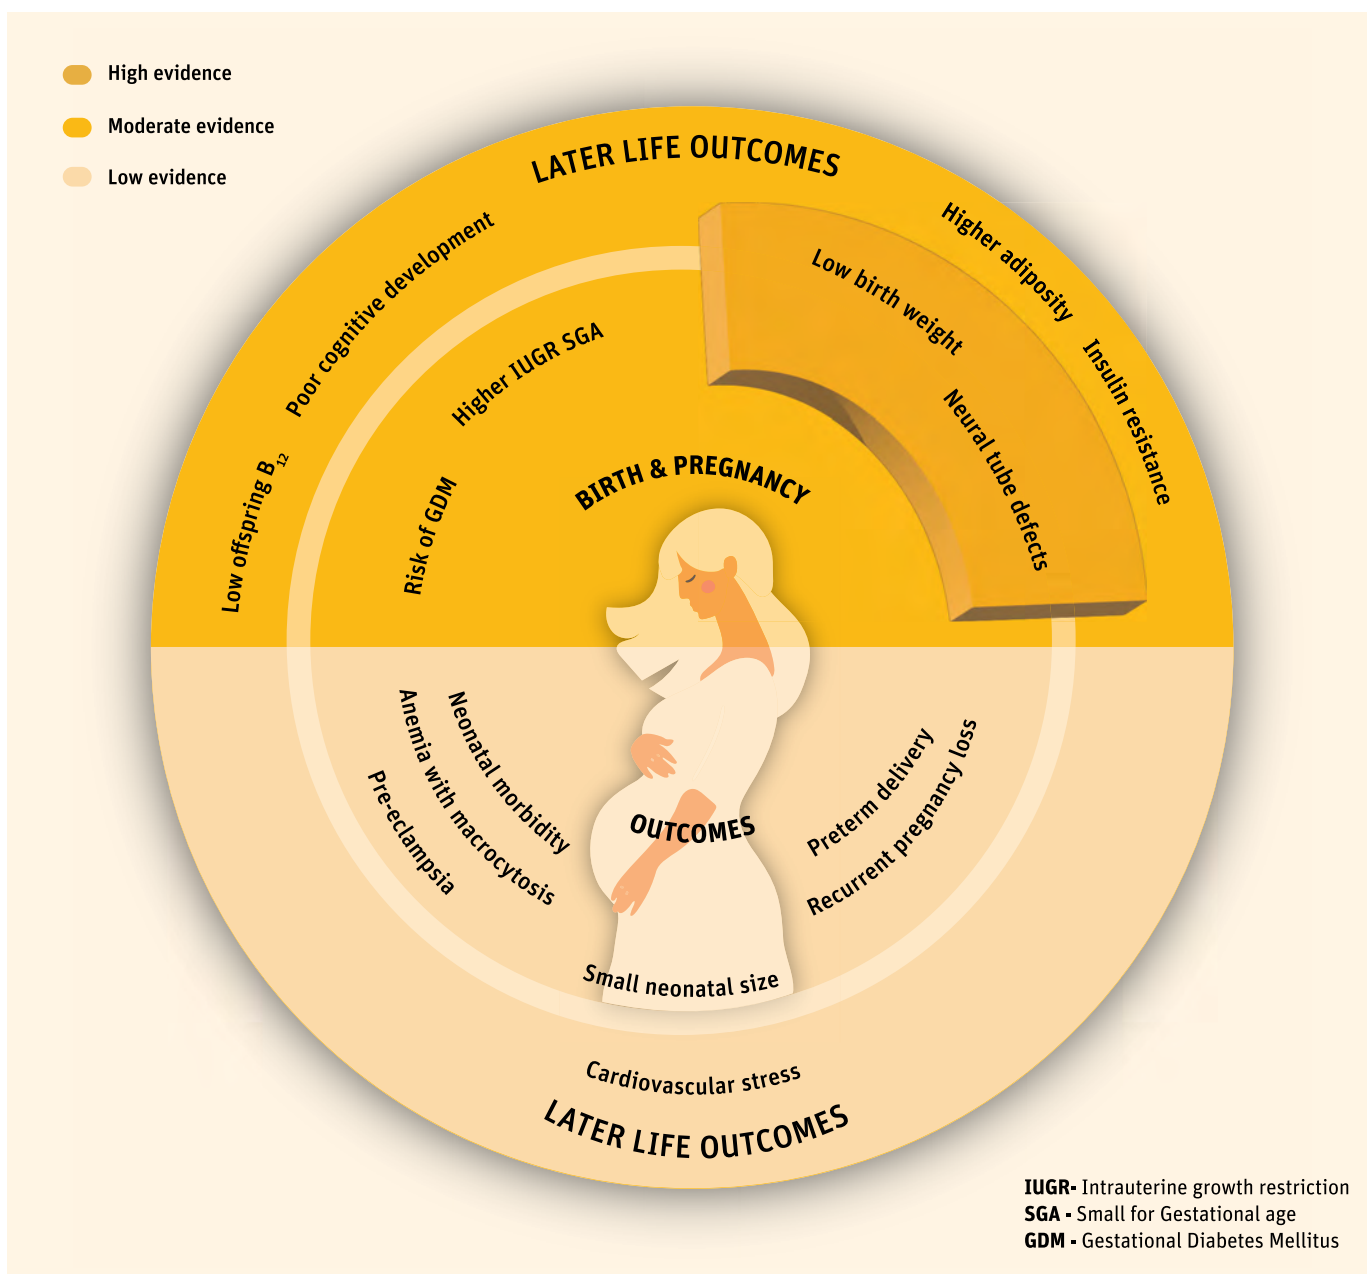 High evidence
Moderate evidence
Low evidence
LATER LIFE OUTCOMES
Poor cognitive development
Low offspring B12
Higher adiposity
Insulin resistance
Higher IUGR SGA
Risk of GDM
Low birth weight
Neural tube defects
BIRTH & PREGNANCY
OUTCOMES
Neonatal morbidity
Anemia with macrocytosis
Pre-eclampsia
Preterm delivery
Recurrent pregnancy loss
Small neonatal size
Cardiovascular stress
LATER LIFE OUTCOMES
IUGR- Intrauterine growth restriction
SGA - Small for Gestational age
GDM - Gestational Diabetes Mellitus